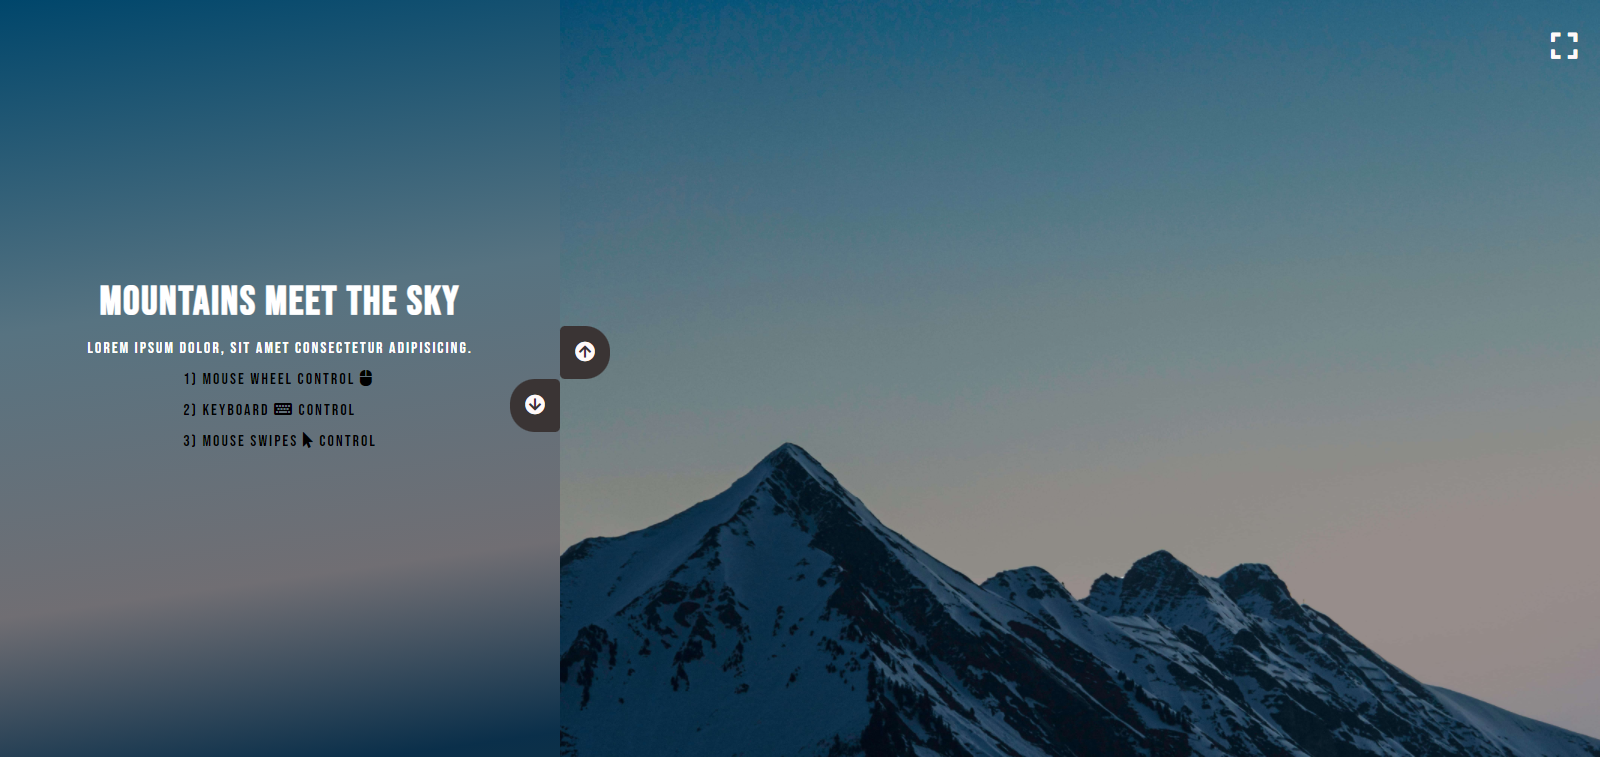 MOUNTAINS MEET THE SKY
LOREM IPSUM DOLOR, SIT AMET CONSECTETUR ADIPISICING.
1) MOUSE WHEEL CONTROL
2) KEYBOARD CONTROL
3) MOUSE SWIPES CONTROL